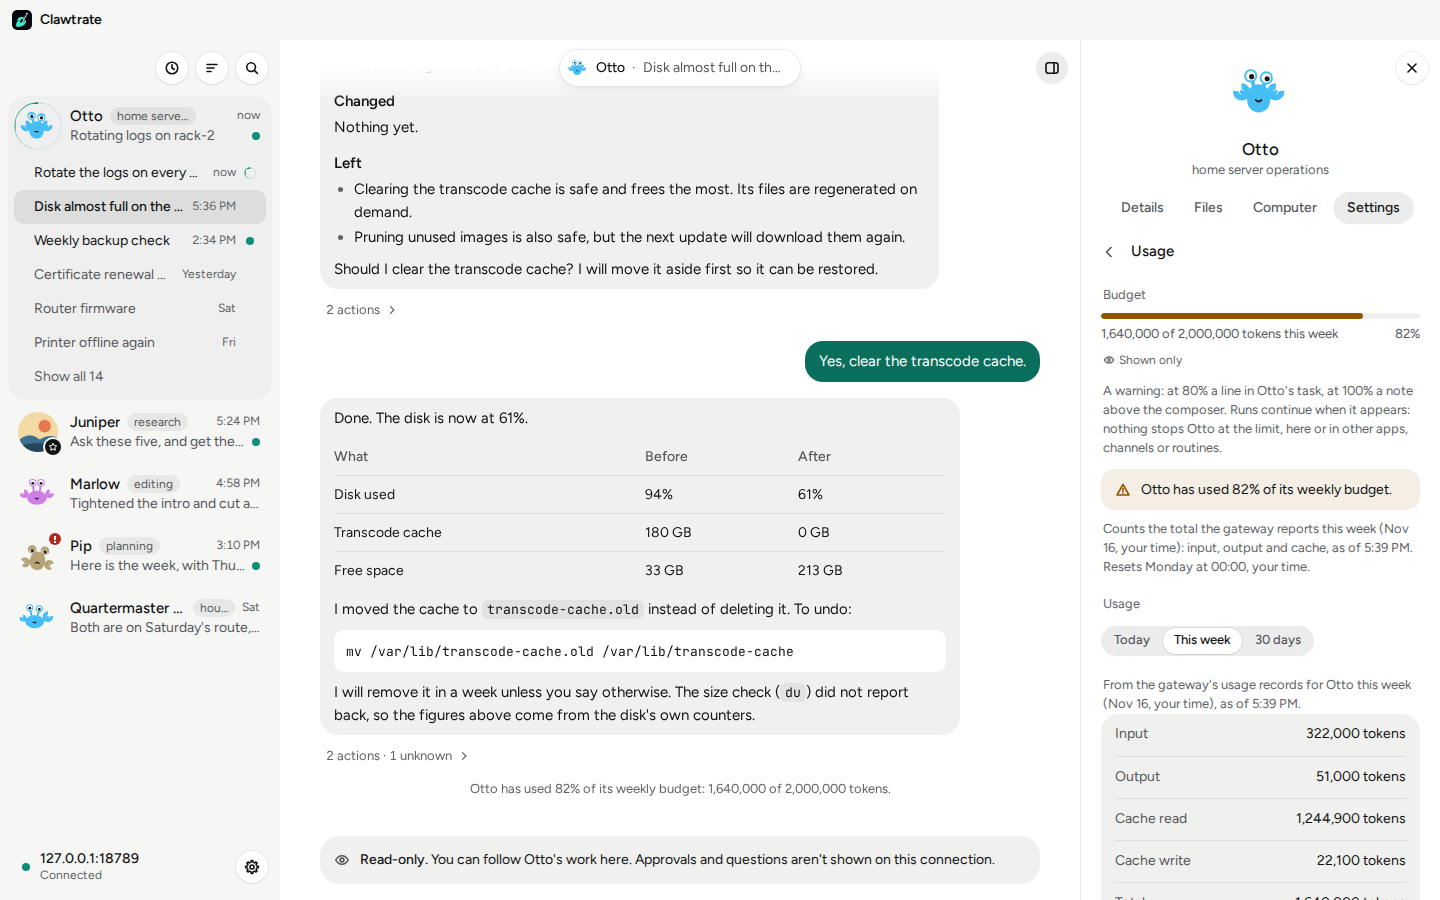 Clawtrate
Otto
home serve...
now
Rotating logs on rack-2
Rotate the logs on every ...
now
Disk almost full on the ...
5:36 PM
Weekly backup check
2:34 PM
Certificate renewal ...
Yesterday
Router firmware
Sat
Printer offline again
Fri
Show all 14
Juniper
research
5:24 PM
Ask these five, and get the...
Marlow
editing
4:58 PM
Tightened the intro and cut a...
Pip
planning
3:10 PM
Here is the week, with Thu...
Quartermaster ...
hou...
Sat
Both are on Saturday's route,...
127.0.0.1:18789
Connected
Otto · Disk almost full on th...
Changed
Nothing yet.
Left
• Clearing the transcode cache is safe and frees the most. Its files are regenerated on
demand.
• Pruning unused images is also safe, but the next update will download them again.
Should I clear the transcode cache? I will move it aside first so it can be restored.
2 actions
Yes, clear the transcode cache.
Done. The disk is now at 61%.
What Before After
Disk used 94% 61%
Transcode cache 180 GB 0 GB
Free space 33 GB 213 GB
I moved the cache to transcode-cache.old instead of deleting it. To undo:
mv /var/lib/transcode-cache.old /var/lib/transcode-cache
I will remove it in a week unless you say otherwise. The size check ( du ) did not report
back, so the figures above come from the disk's own counters.
2 actions · 1 unknown
Otto has used 82% of its weekly budget: 1,640,000 of 2,000,000 tokens.
Read-only. You can follow Otto's work here. Approvals and questions aren't shown on this connection.
Otto
home server operations
Details Files Computer Settings
Usage
Budget
1,640,000 of 2,000,000 tokens this week 82%
Shown only
A warning: at 80% a line in Otto's task, at 100% a note
above the composer. Runs continue when it appears:
nothing stops Otto at the limit, here or in other apps,
channels or routines.
Otto has used 82% of its weekly budget.
Counts the total the gateway reports this week (Nov
16, your time): input, output and cache, as of 5:39 PM.
Resets Monday at 00:00, your time.
Usage
Today This week 30 days
From the gateway's usage records for Otto this week
(Nov 16, your time), as of 5:39 PM.
Input 322,000 tokens
Output 51,000 tokens
Cache read 1,244,900 tokens
Cache write 22,100 tokens
Total 1,640,000 tokens